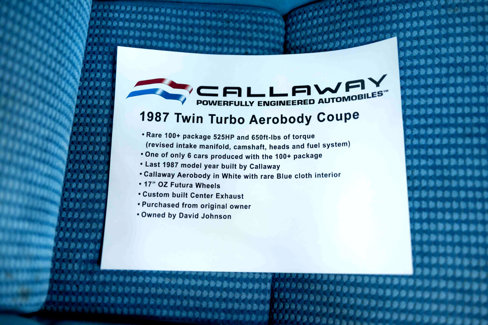 CALLAWAY
POWERFULLY ENGINEERED AUTOMOBILES™
1987 Twin Turbo Aerobody Coupe
• Rare 100+ package 525HP and 650ft-lbs of torque
(revised intake manifold, camshaft, heads and fuel system)
• One of only 6 cars produced with the 100+ package
• Last 1987 model year built by Callaway
• Callaway Aerobody in White with rare Blue cloth interior
• 17" OZ Futura Wheels
• Custom built Center Exhaust
• Purchased from original owner
• Owned by David Johnson